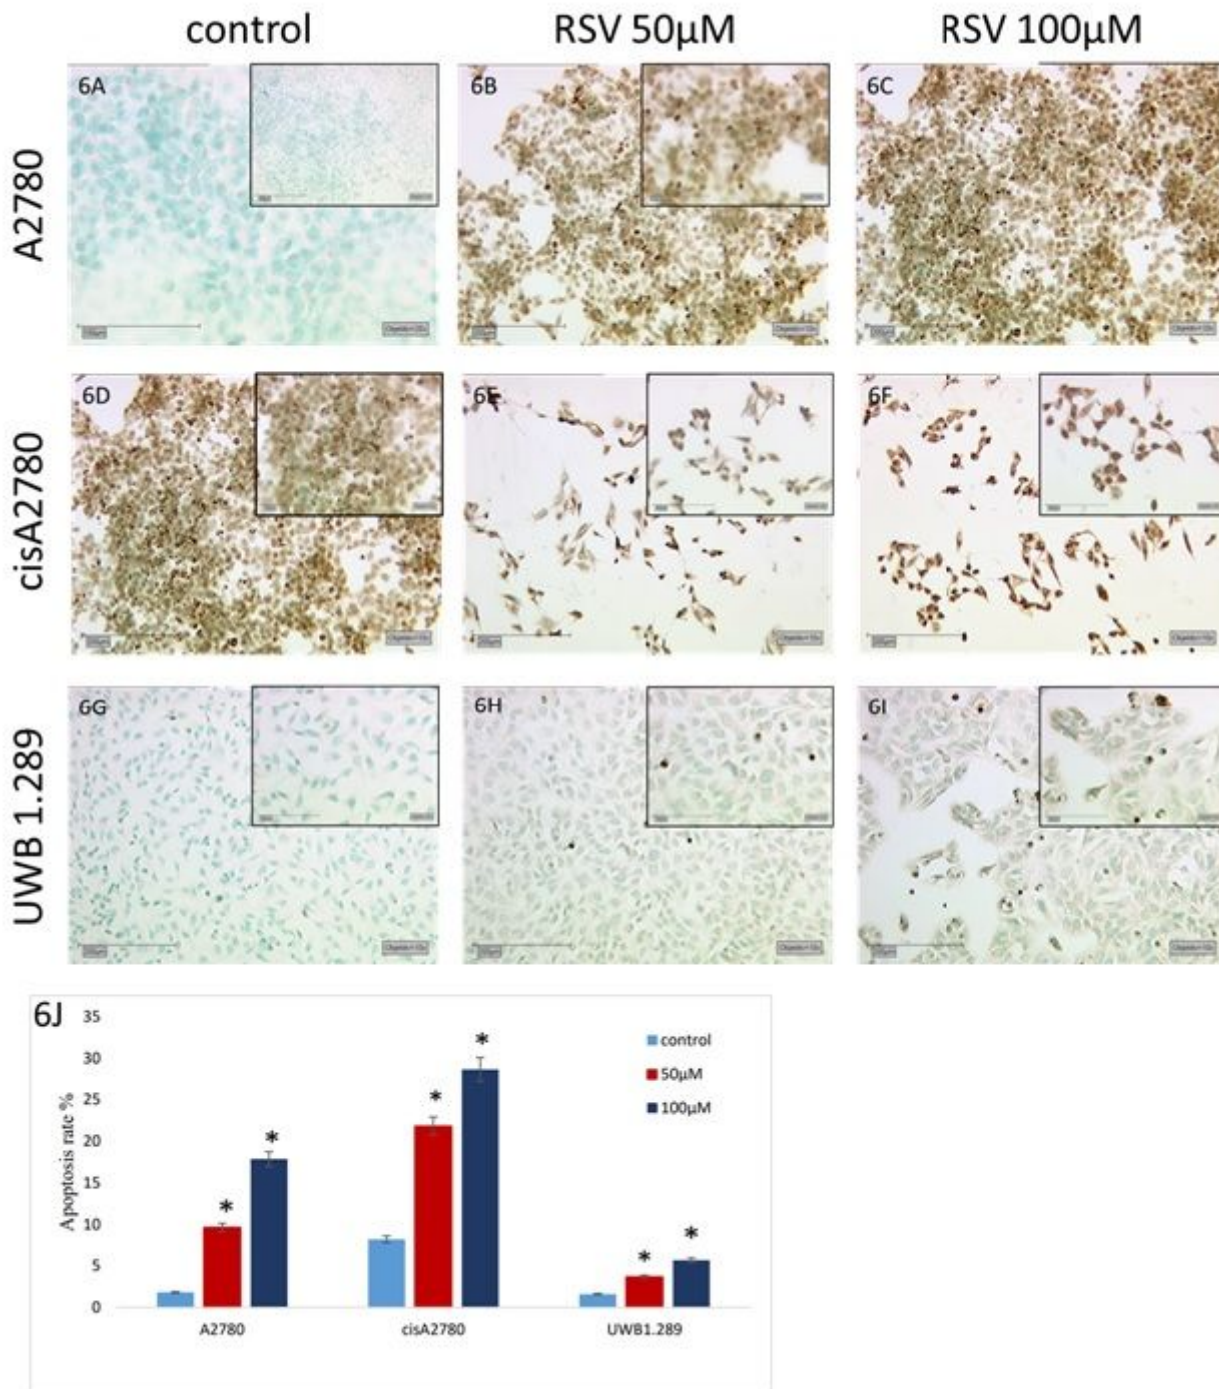 control RSV 50µM RSV 100µM
A2780
6A 6B 6C
cisA2780
6D 6E 6F
UWB 1.289
6G 6H 6I
6J
Apoptosis rate %
35
30
25
20
15
10
5
0
* * * * * *
control
50µM
100µM
A2780 cisA2780 UWB1.289